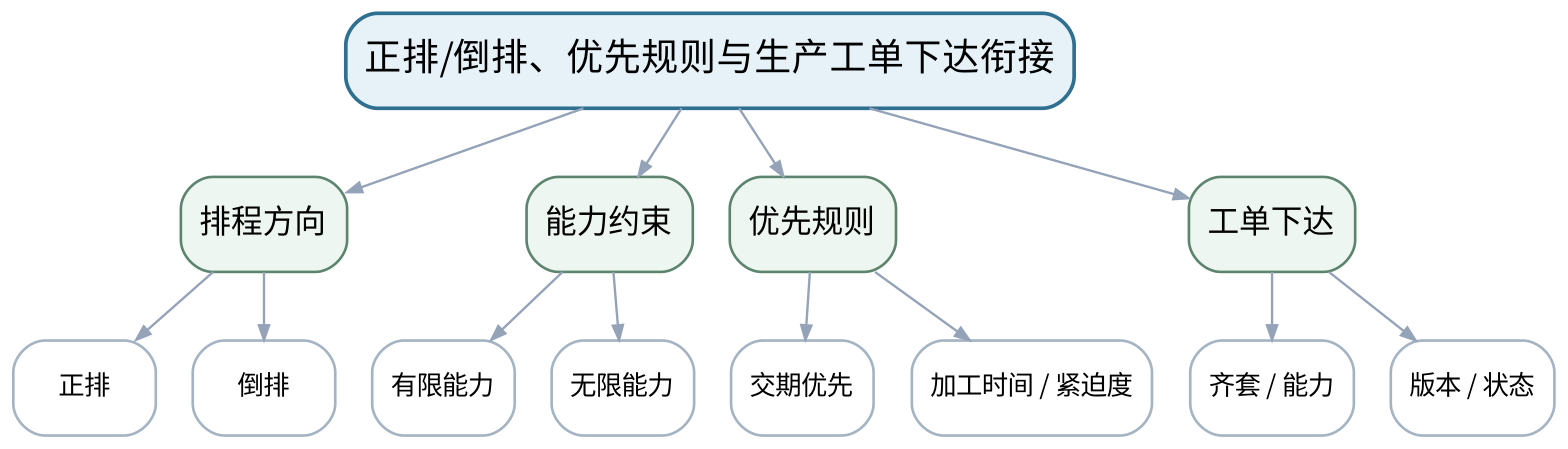 正排/倒排、优先规则与生产工单下达衔接
排程方向
能力约束
优先规则
工单下达
正排
倒排
有限能力
无限能力
交期优先
加工时间 / 紧迫度
齐套 / 能力
版本 / 状态